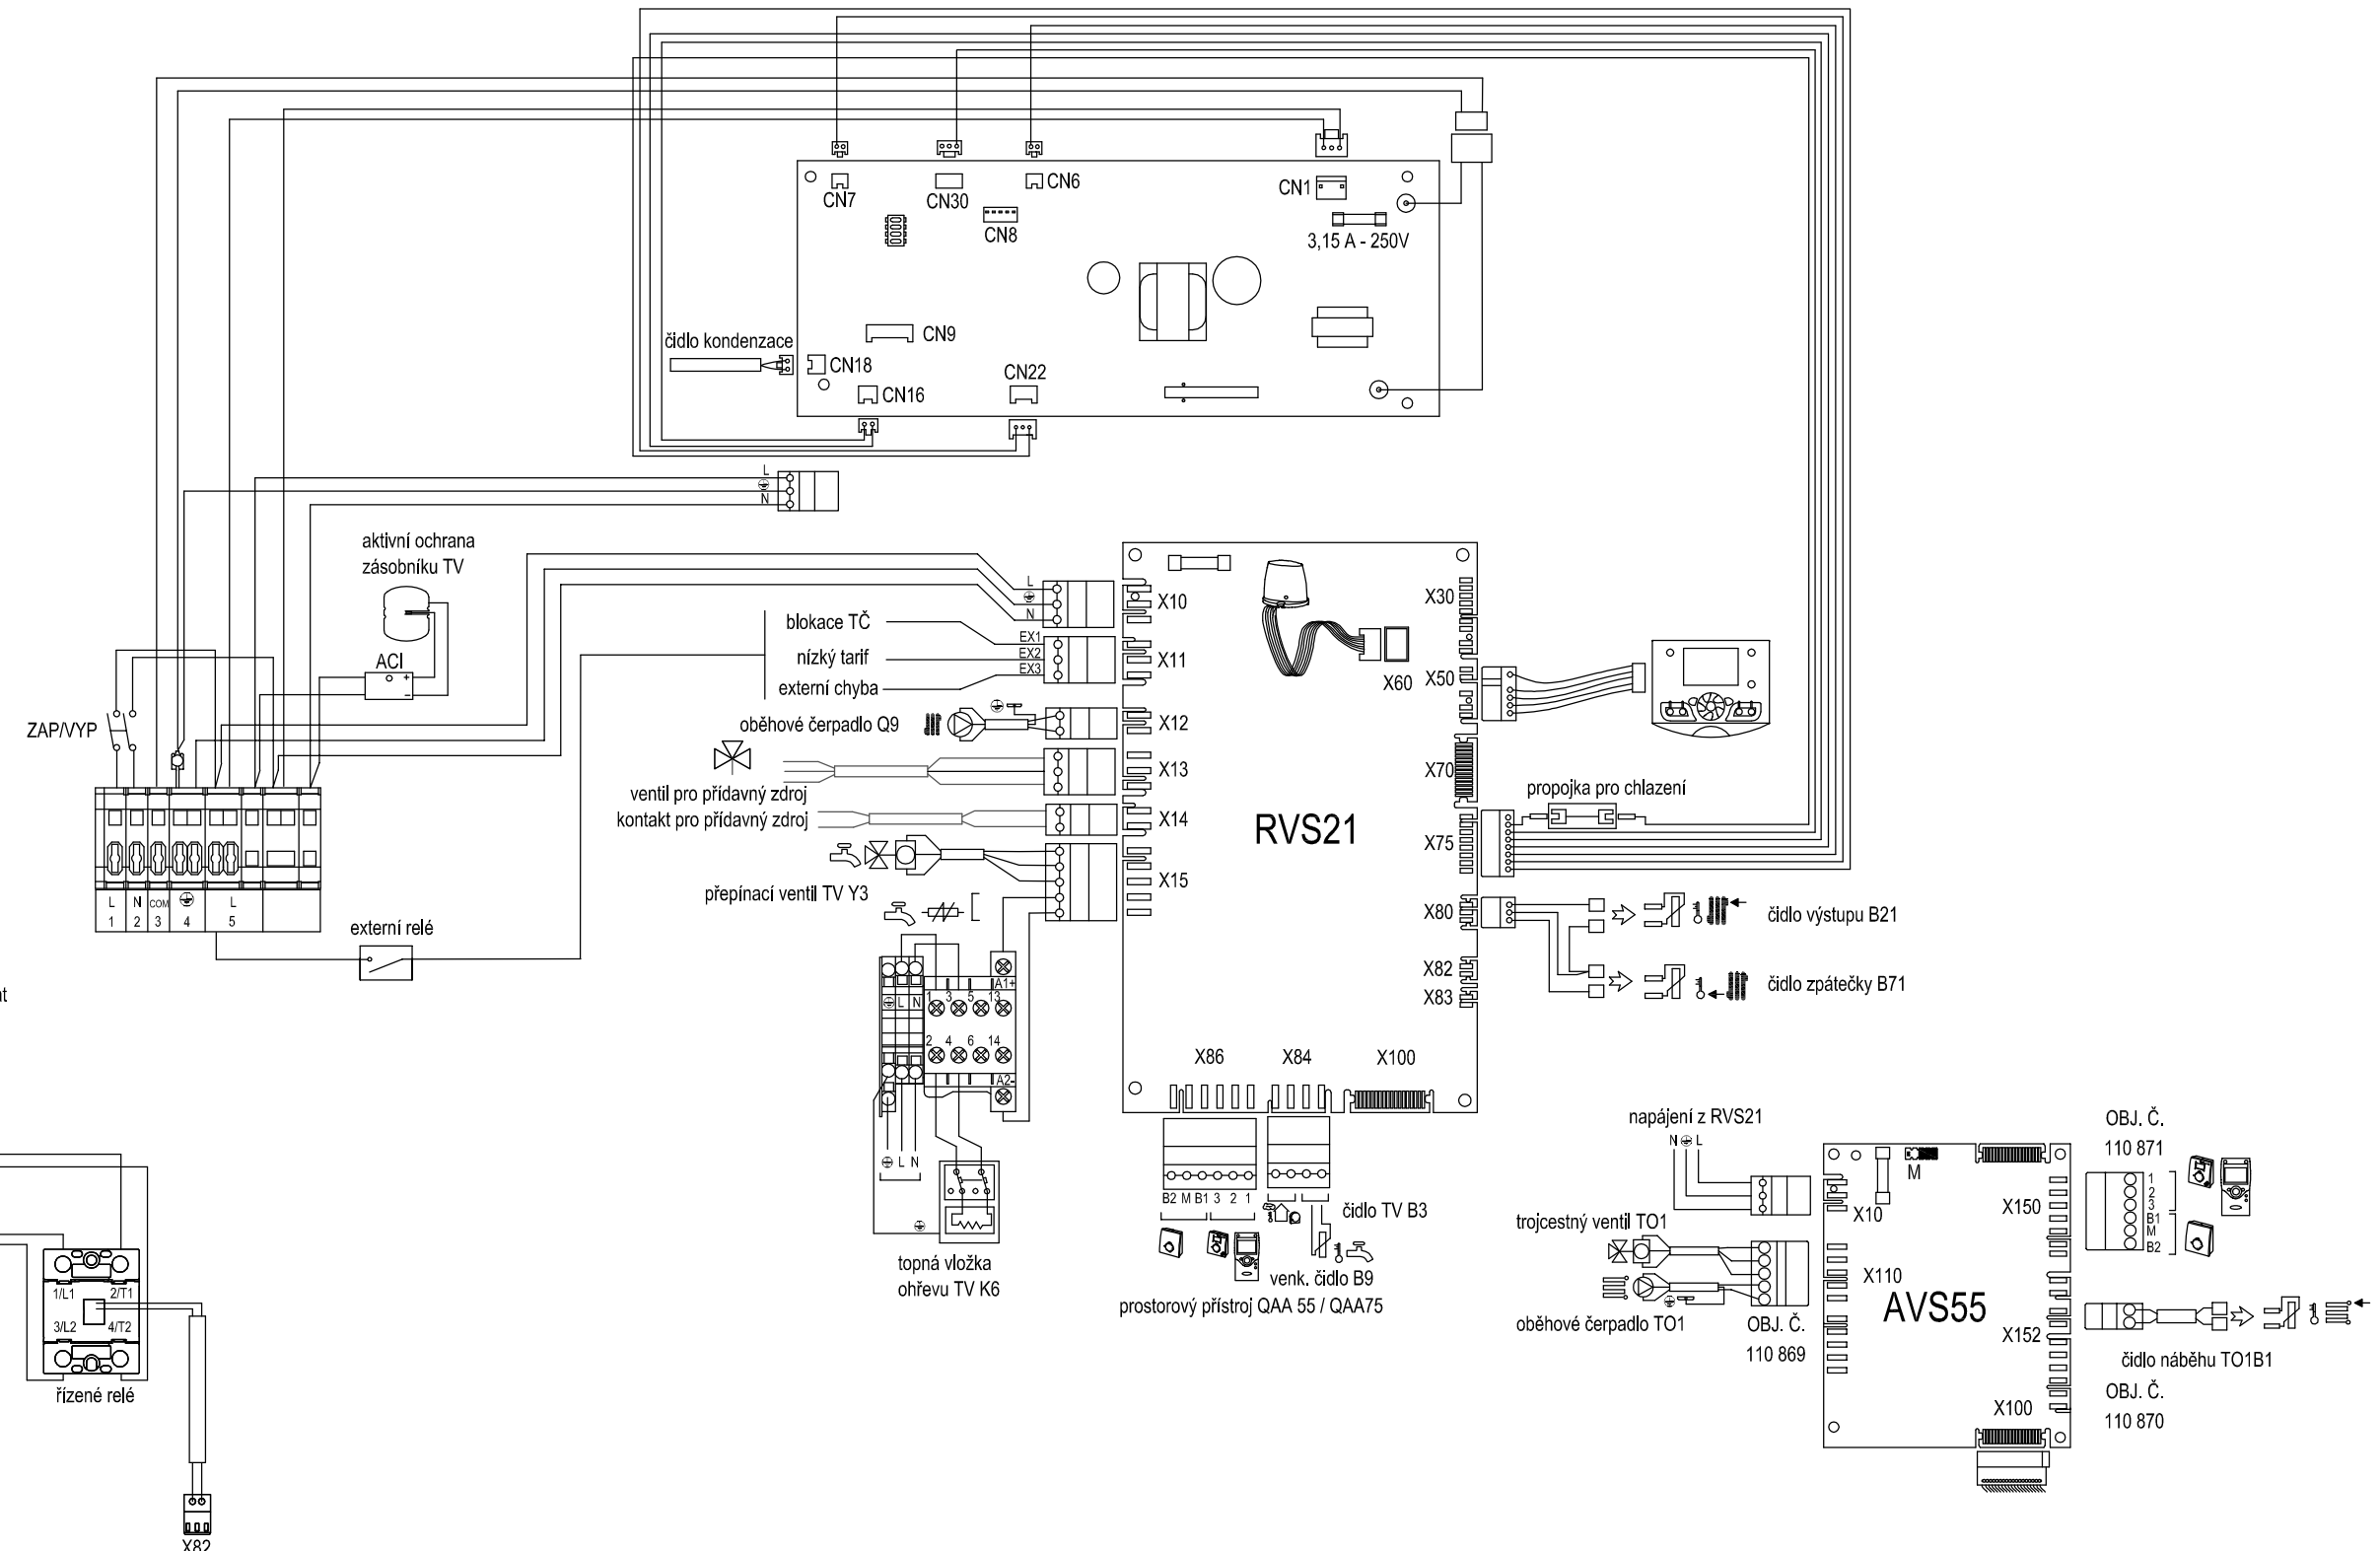 CN7
CN30
CN6
CN8
CN1
3,15 A - 250V
čidlo kondenzace
CN9
CN18
CN16
CN22
L
N
aktivní ochrana
zásobníku TV
ACI
+
–
ZAP/VYP
L
N
COM
L
1
2
3
4
5
externí relé
blokace TČ
nízký tarif
externí chyba
L
N
EX1
EX2
EX3
oběhové čerpadlo Q9
ventil pro přídavný zdroj
kontakt pro přídavný zdroj
přepínací ventil TV Y3
X10
X11
X12
X13
X14
X15
RVS21
X30
X60
X50
X70
X75
X80
X82
X83
X86
X84
X100
propojka pro chlazení
čidlo výstupu B21
čidlo zpátečky B71
A1+
L
N
1
3
5
13
2
4
6
14
A2-
L N
topná vložka
ohřevu TV K6
B2 M B1 3 2 1
čidlo TV B3
venk. čidlo B9
prostorový přístroj QAA 55 / QAA75
1/L1
2/T1
3/L2
4/T2
řízené relé
X82
napájení z RVS21
N L
trojcestný ventil TO1
oběhové čerpadlo TO1
OBJ. Č.
110 869
M
X10
X110
AVS55
X150
X152
X100
OBJ. Č.
110 871
1
2
3
B1
M
B2
čidlo náběhu TO1B1
OBJ. Č.
110 870